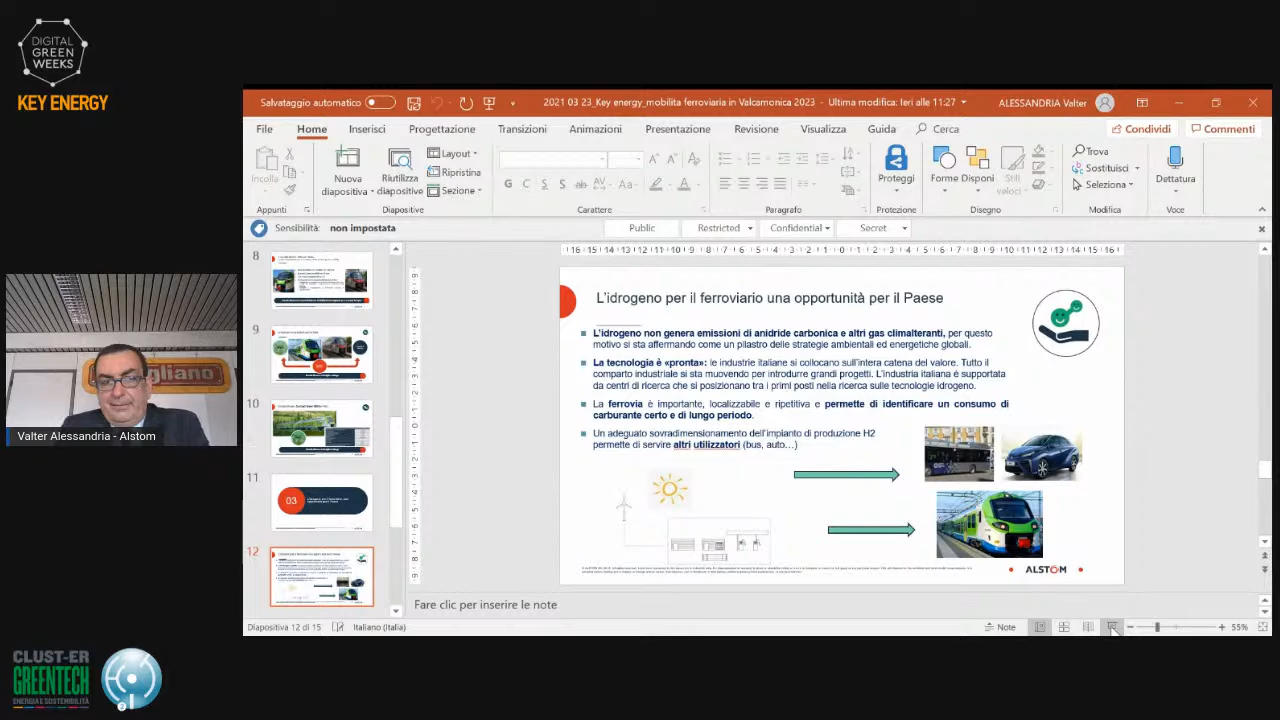 DIGITAL
GREEN
WEEKS
KEY ENERGY
Salvataggio automatico
2021 03 23_Key energy_mobilita ferroviaria in Valcamonica 2023 - Ultima modifica: Ieri alle 11:27
ALESSANDRIA Valter
File Home Inserisci Progettazione Transizioni Animazioni Presentazione Revisione Visualizza Guida Cerca
Condividi Commenti
Incolla
Nuova
diapositiva
Riutilizza
diapositive
Layout
Ripristina
Sezione
Proteggi
Forme Disponi Stili
veloci
Trova
Sostituisci
Seleziona
Dettatura
Appunti Diapositive Carattere Paragrafo Protezione Disegno Modifica Voce
Sensibilità: non impostata Public Restricted Confidential Secret
8
9
10
11
03
12
L'idrogeno per il ferroviario una opportunità per il Paese
L'idrogeno non genera emissioni di anidride carbonica e altri gas climalteranti, per questo
motivo si sta affermando come un pilastro delle strategie ambientali ed energetiche globali.
La tecnologia è «pronta»: le industrie italiane si collocano sull'intera catena del valore. Tutto il
comparto industriale si sta muovendo per introdurre grandi progetti. L'industria italiana è supportata
da centri di ricerca che si posizionano tra i primi posti nella ricerca sulle tecnologie idrogeno.
La ferrovia è importante, localizzabile e ripetitiva e permette di identificare un consumo di
carburante certo e di lungo periodo.
Un adeguato sovradimensionamento dell'impianto di produzione H2
permette di servire altri utilizzatori (bus, auto…)
ALSTOM
Fare clic per inserire le note
Diapositiva 12 di 15 Italiano (Italia) Note 55%
gliano
Valter Alessandria - Alstom
CLUST-ER
GREENTECH
ENERGIA E SOSTENIBILITÀ
2